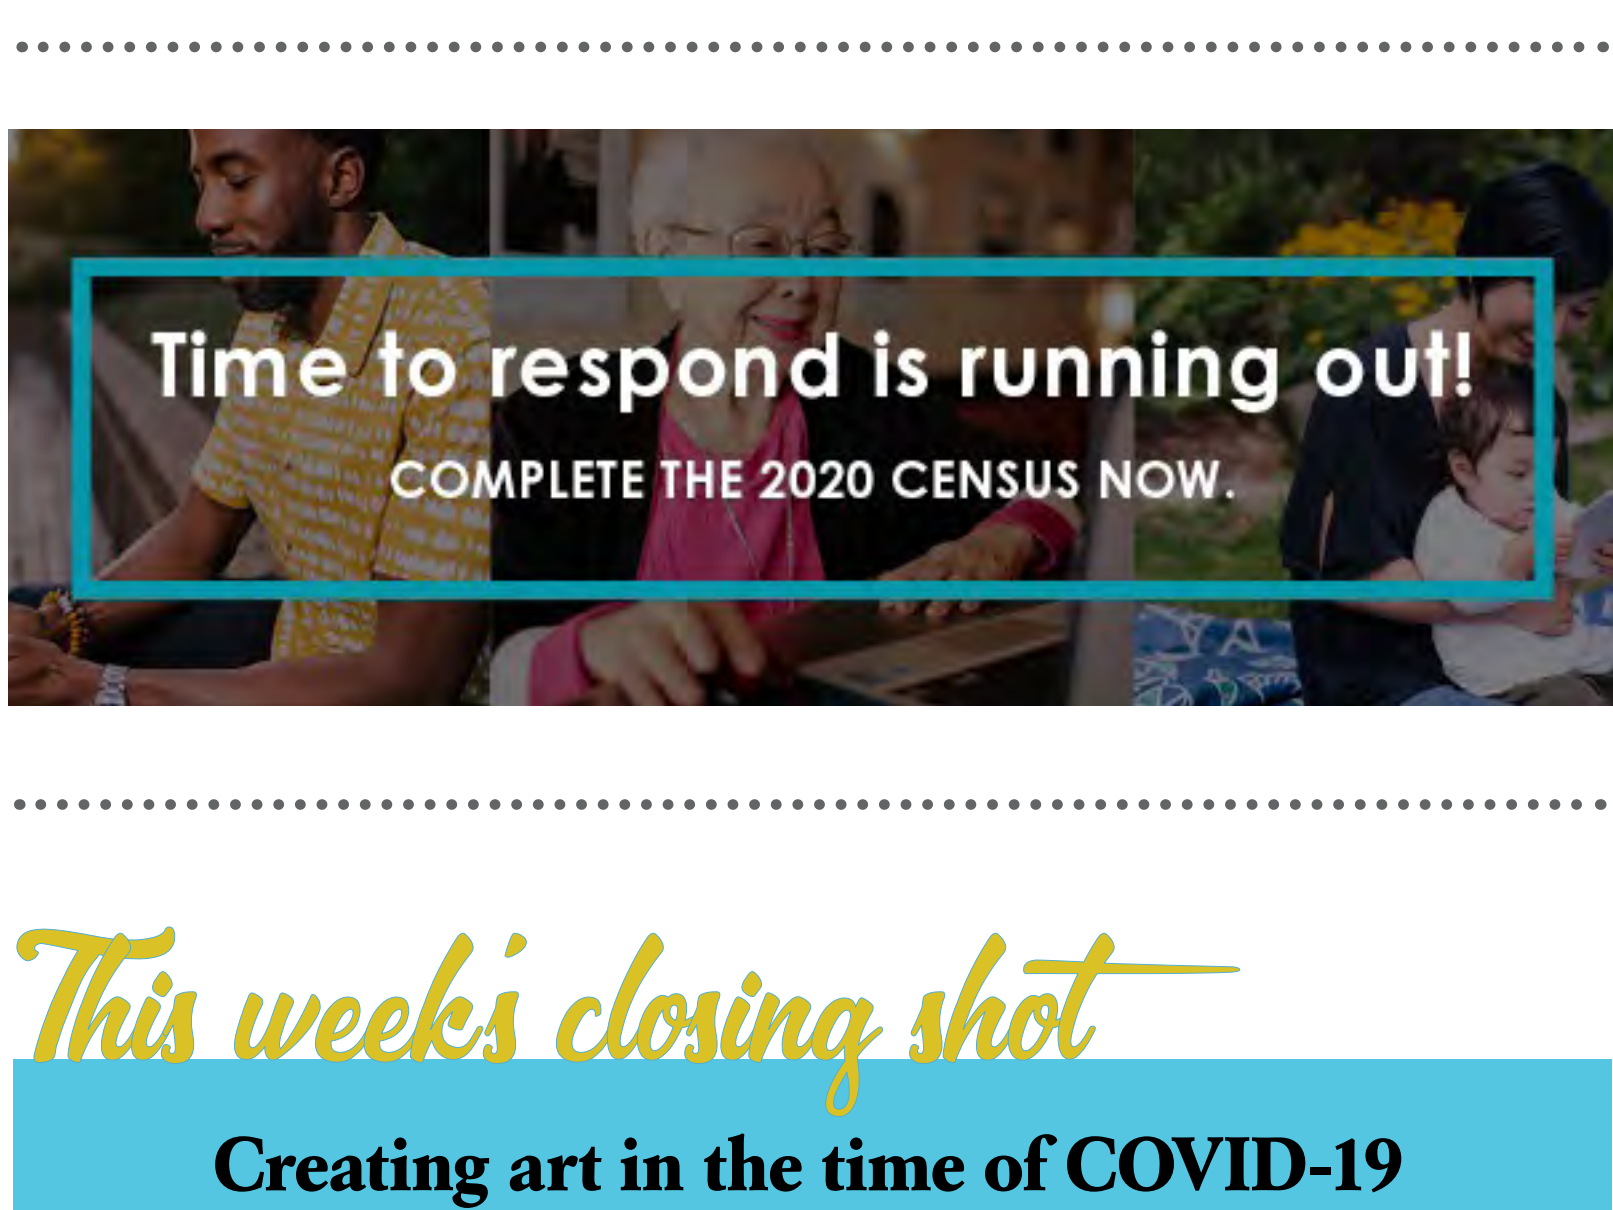 Time to respond is running out!
COMPLETE THE 2020 CENSUS NOW.
This week's closing shot
Creating art in the time of COVID-19